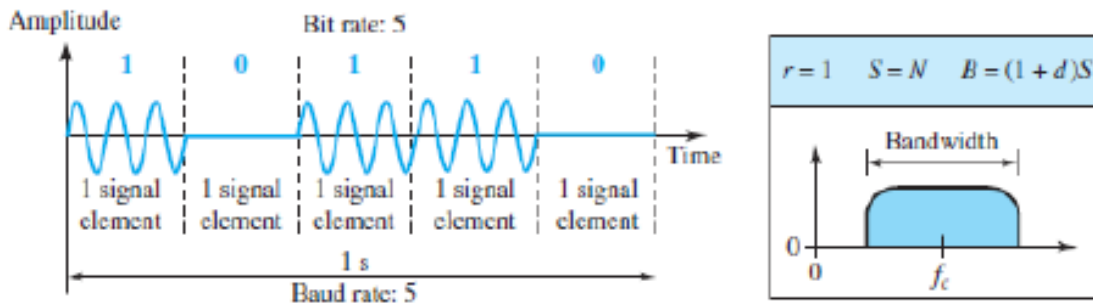 Amplitude Bit rate: 5
1 0 1 1 0
Time
1 signal element 1 signal element 1 signal element 1 signal element 1 signal element
1 s
Baud rate: 5
r = 1 S = N B = (1 + d)S
Bandwidth
0
0 fc